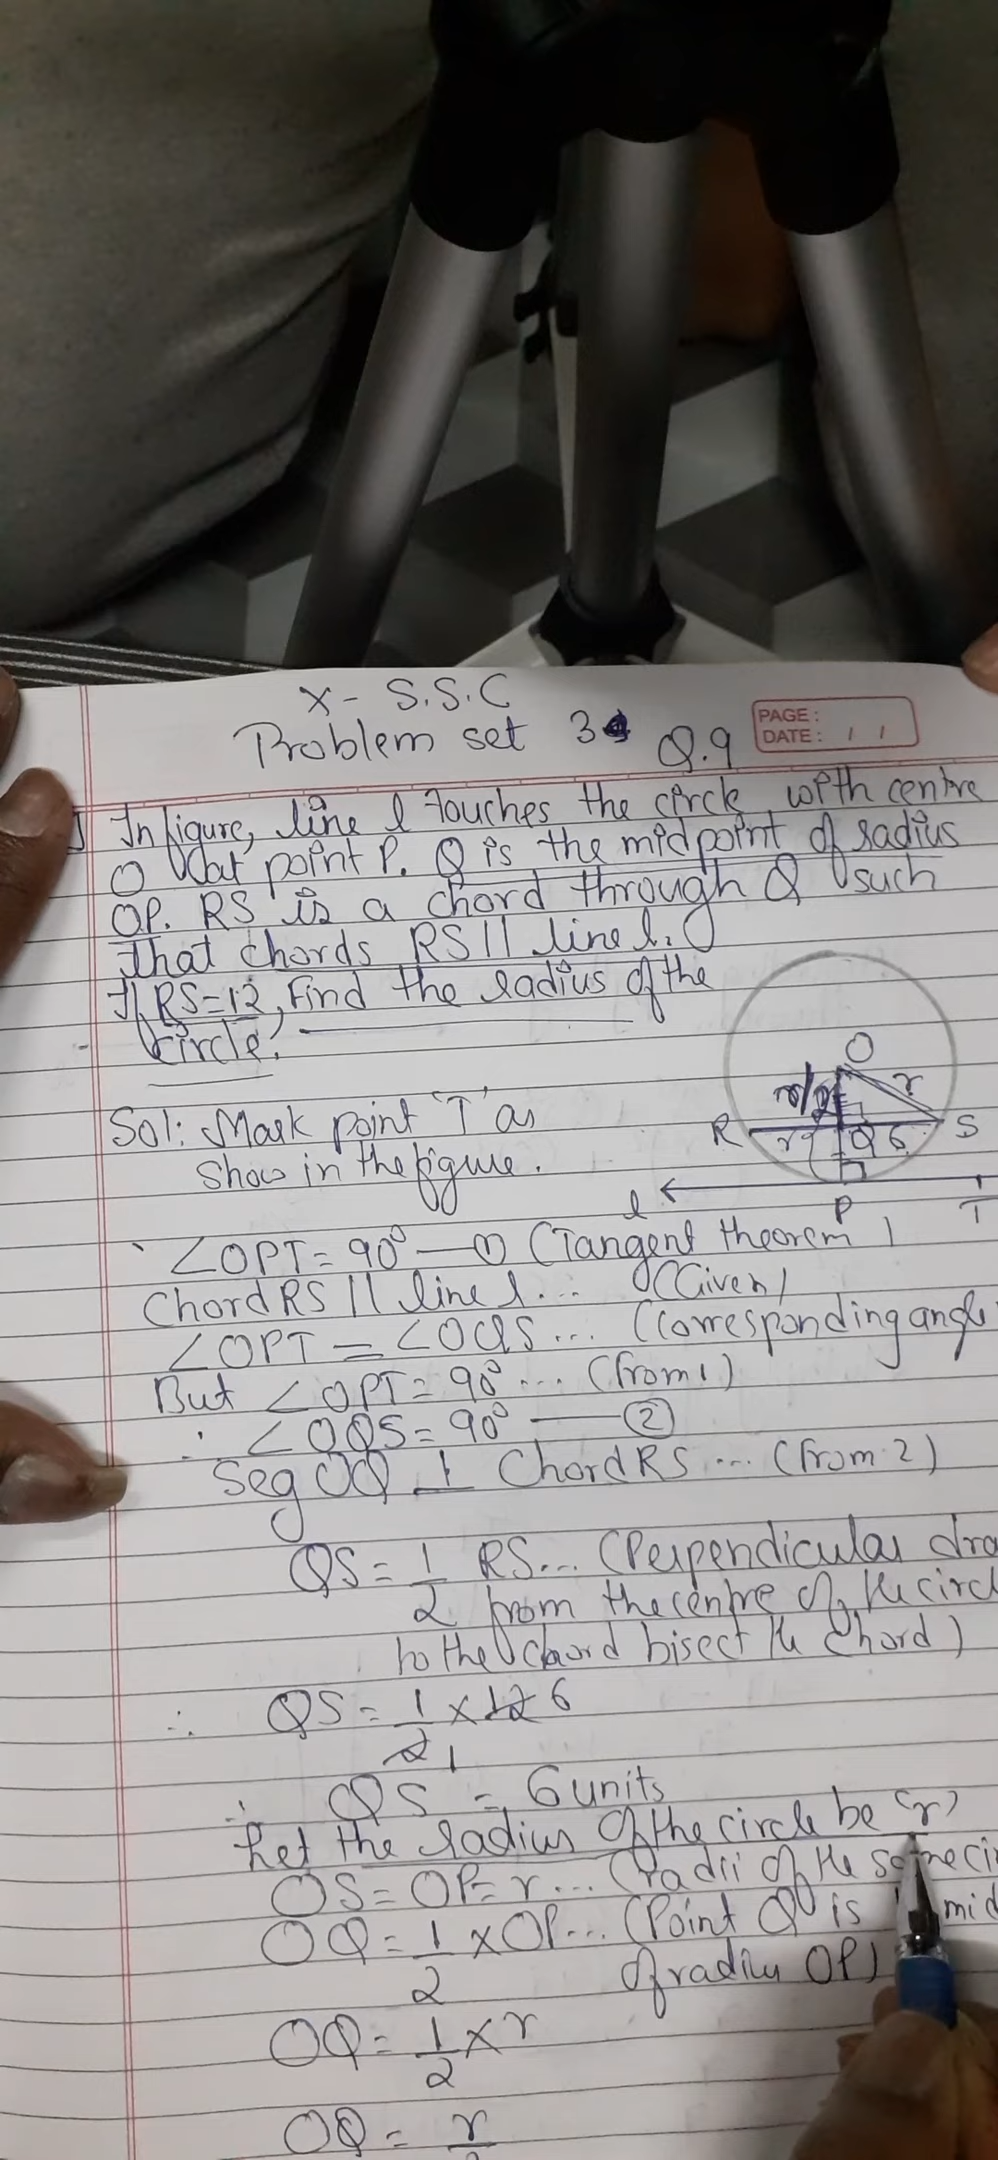 X- S.S.C
Problem set 3 Q.9
PAGE:
DATE: / /
In figure, line l touches the circle with centre
O at point P. Q is the midpoint of radius
OP. RS is a chord through Q such
that chords RS || line l.
If RS=12, Find the radius of the
circle.
O
r/2
r
R
Q
6
S
l
P
T
Sol: Mark point 'T' as
Show in the figure.
∠OPT = 90° — ① (Tangent theorem)
Chord RS || line l ... (Given)
∠OPT = ∠OQS ... (Corresponding angle
But ∠OPT = 90° ... (from 1)
∴ ∠OQS = 90° — ②
Seg OQ ⊥ Chord RS ... (from 2)
QS = 1/2 RS... (Perpendicular dra
from the centre of the circl
to the chord bisect the chord)
∴ QS = 1/2 × 12 6
1
∴ QS = 6 units
Let the radius of the circle be 'r'
OS = OP = r ... (radii of the same ci
OQ = 1/2 × OP... (Point Q is mid
of radius OP)
OQ = 1/2 × r
OQ = r